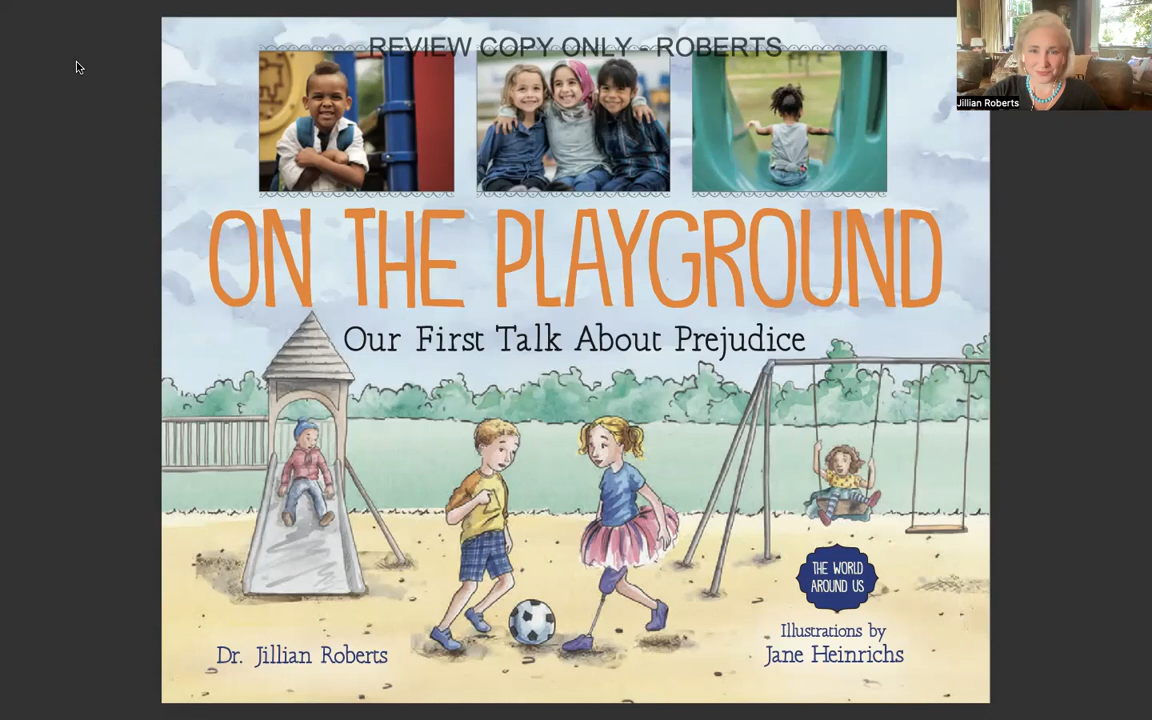 REVIEW COPY ONLY - ROBERTS
Jillian Roberts
ON THE PLAYGROUND
Our First Talk About Prejudice
THE WORLD
AROUND US
Illustrations by
Jane Heinrichs
Dr. Jillian Roberts